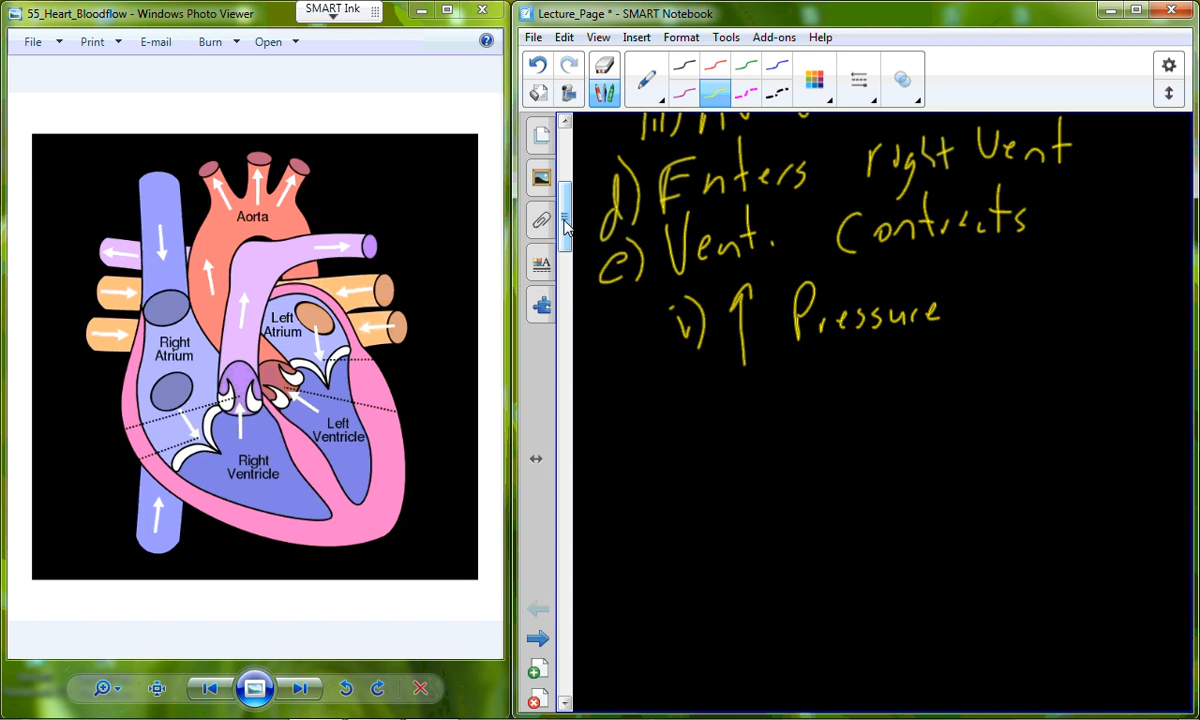 55_Heart_Bloodflow - Windows Photo Viewer
SMART Ink
File Print E-mail Burn Open
Aorta
Left
Atrium
Right
Atrium
Left
Ventricle
Right
Ventricle
Lecture_Page * - SMART Notebook
File Edit View Insert Format Tools Add-ons Help
iii)
d) Enters right Vent
e) Vent. Contracts
i) ↑ Pressure